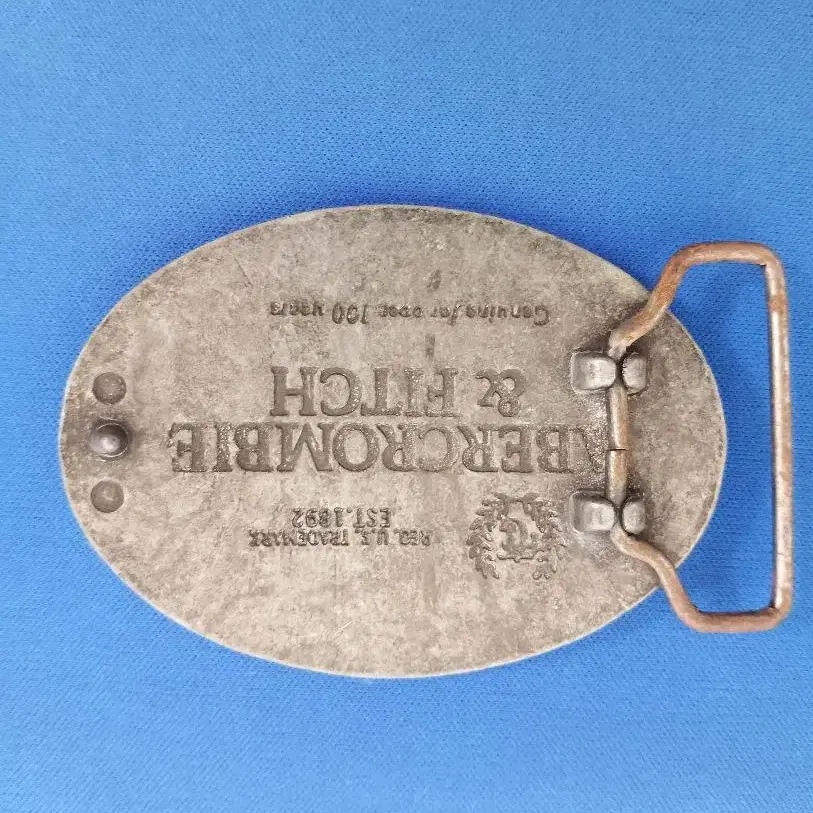 REG. U.S. TRADEMARK
EST. 1892
ABERCROMBIE
& FITCH
Genuine for over 100 years